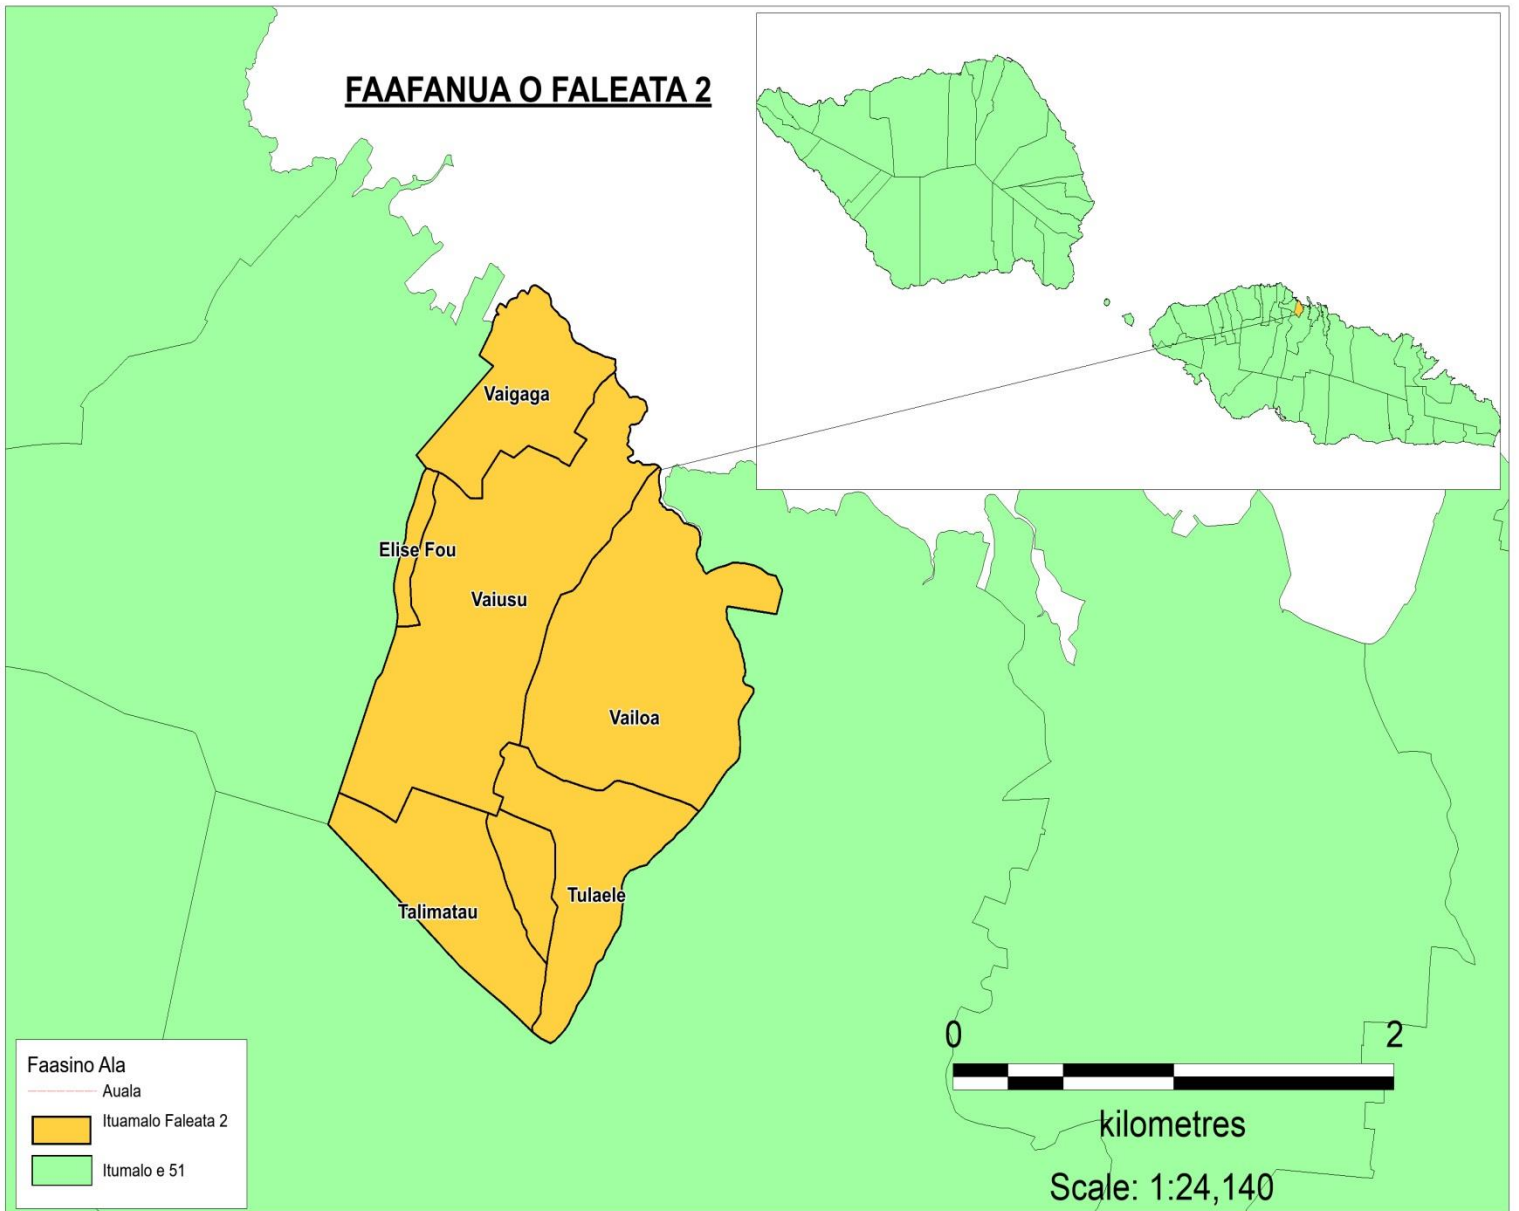 FAAFANUA O FALEATA 2
Vaigaga
Elise Fou
Vaiusu
Vailoa
Talimatau
Tulaele
Faasino Ala
Auala
Ituamalo Faleata 2
Itumalo e 51
0 2
kilometres
Scale: 1:24,140